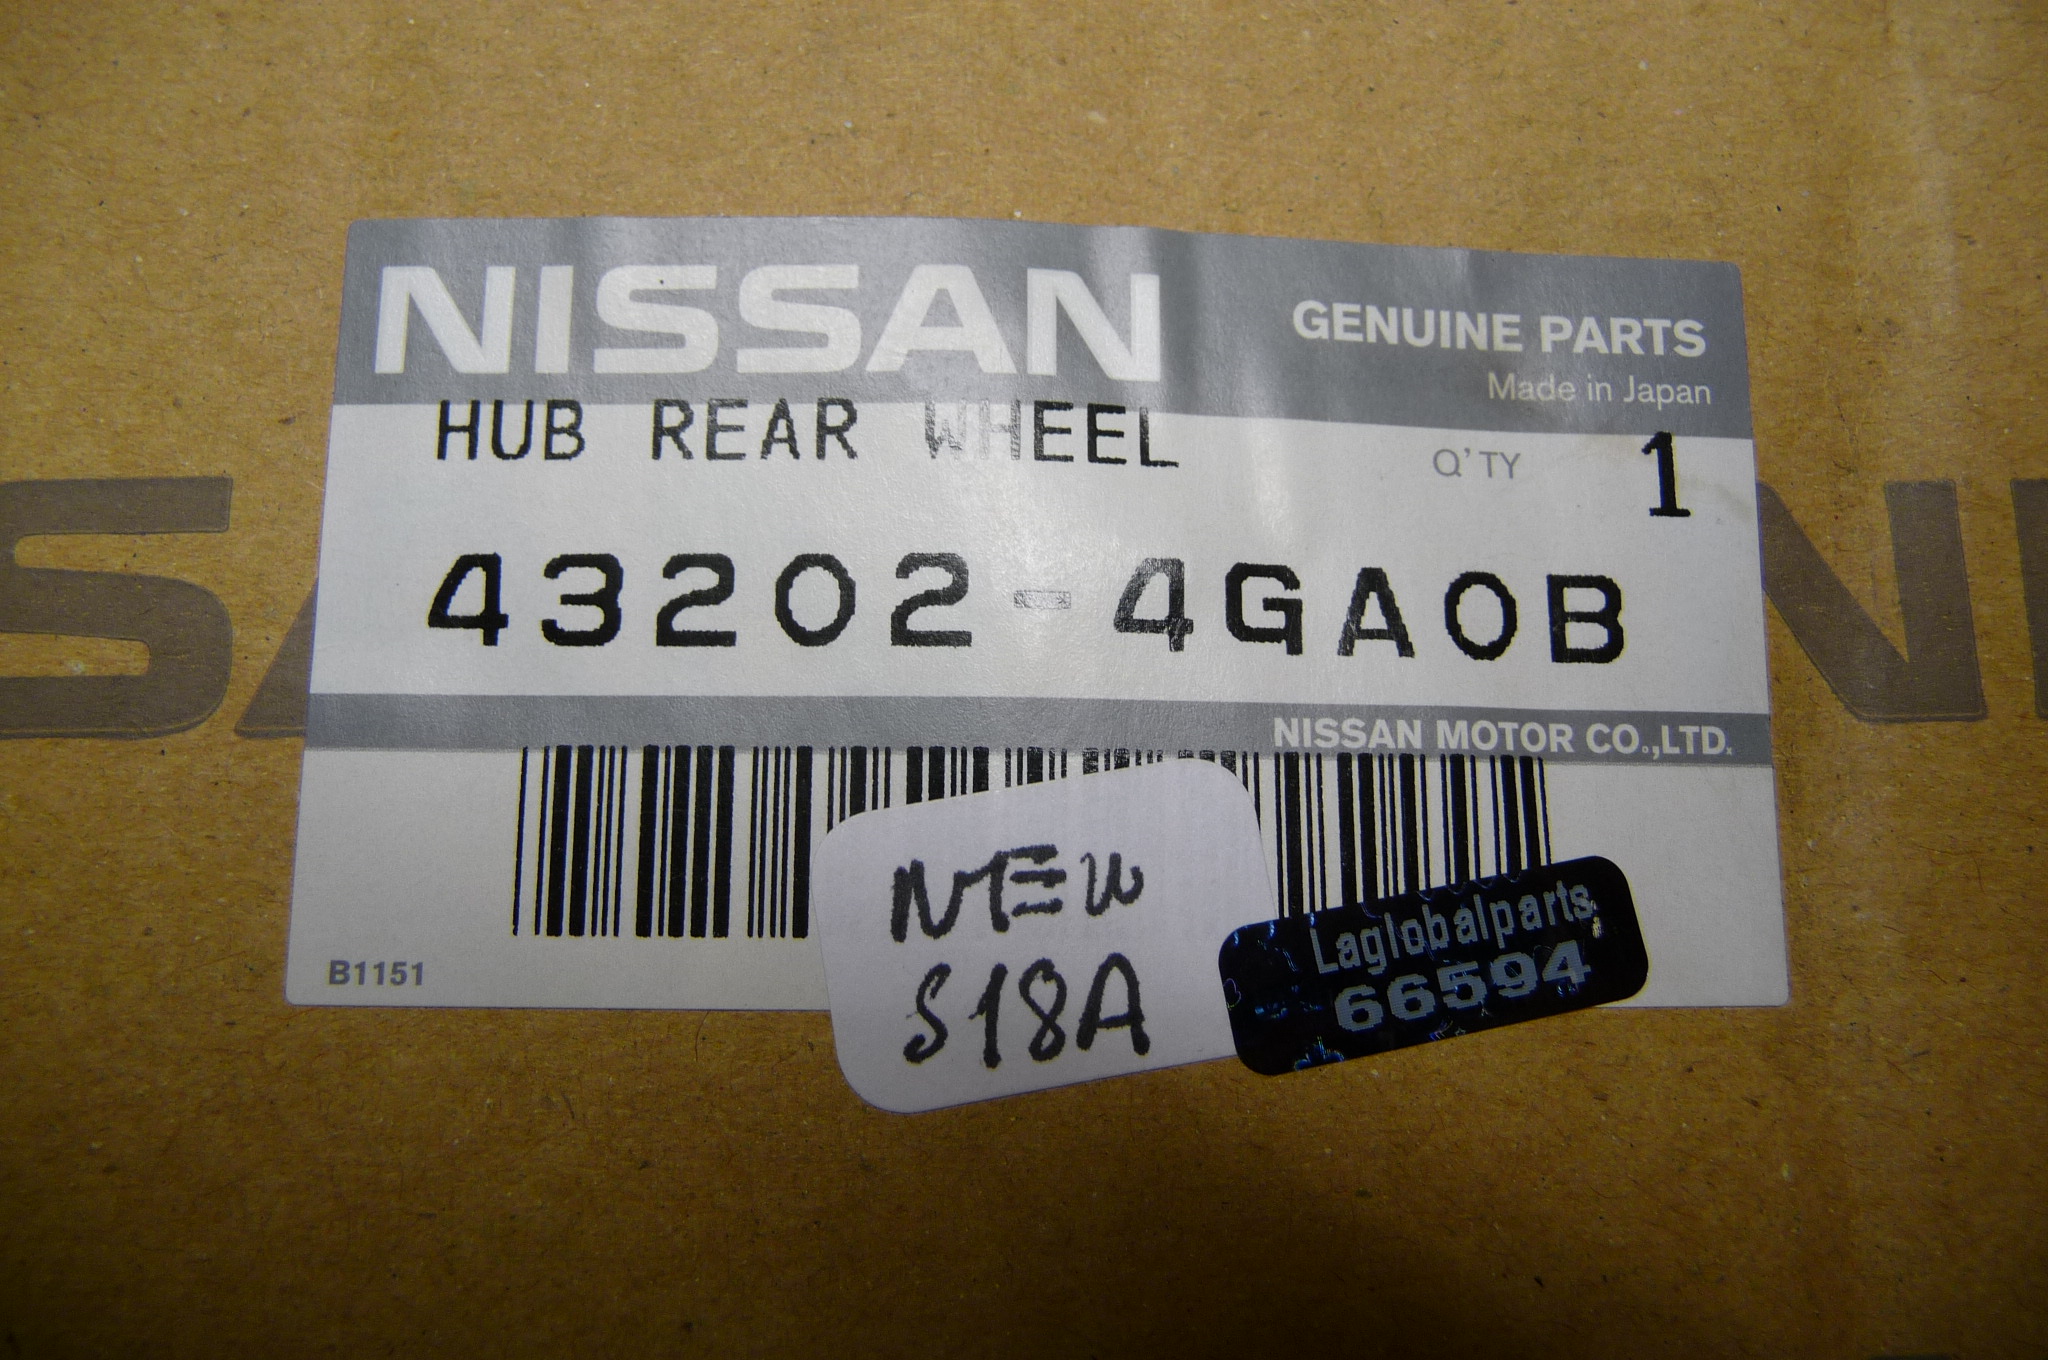 NISSAN
GENUINE PARTS
Made in Japan
HUB REAR WHEEL
Q'TY 1
43202-4GA0B
NISSAN MOTOR CO.,LTD.
B1151
NEW
S18A
Laglobalparts
66594